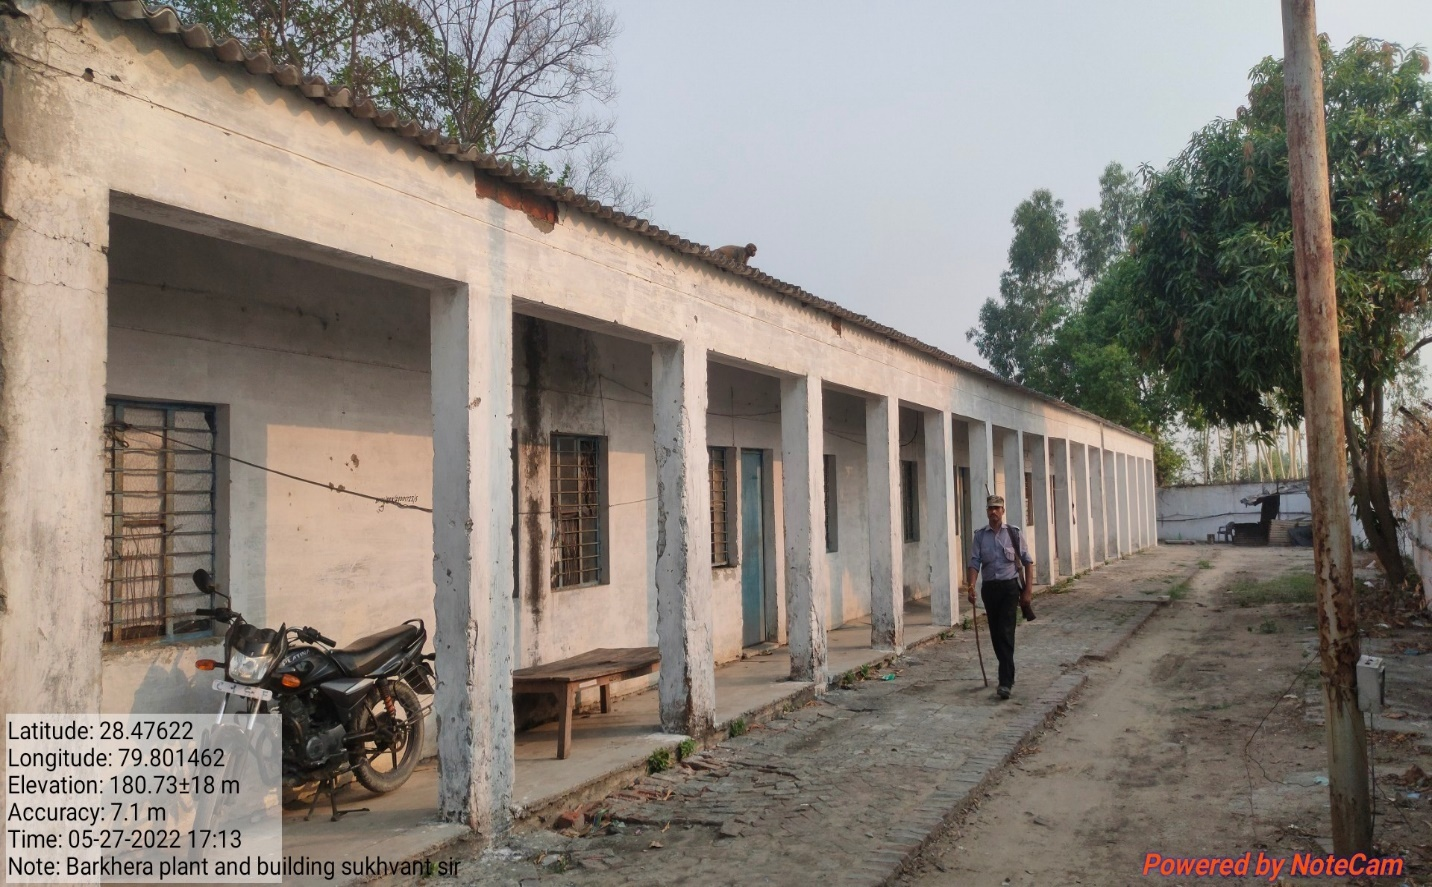 PLATINA
Latitude: 28.47622
Longitude: 79.801462
Elevation: 180.73±18 m
Accuracy: 7.1 m
Time: 05-27-2022 17:13
Note: Barkhera plant and building sukhvant sir
Powered by NoteCam